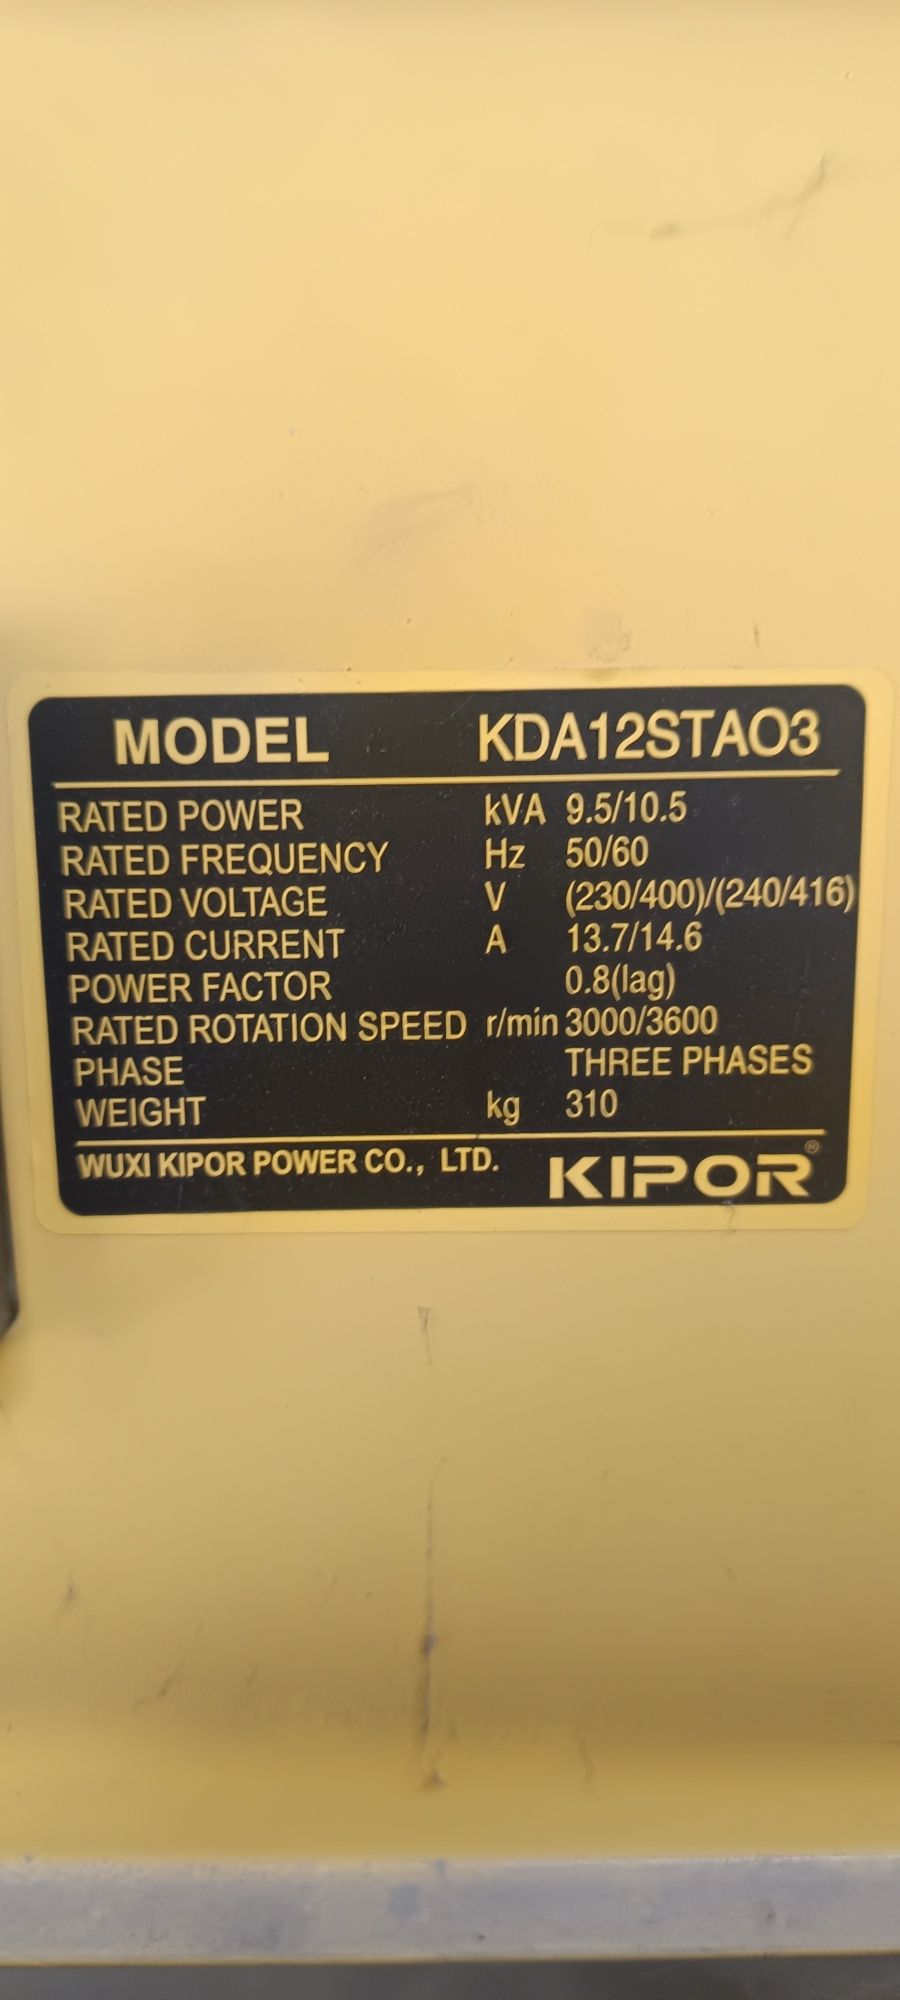 MODEL KDA12STAO3
RATED POWER kVA 9.5/10.5
RATED FREQUENCY Hz 50/60
RATED VOLTAGE V (230/400)/(240/416)
RATED CURRENT A 13.7/14.6
POWER FACTOR 0.8(lag)
RATED ROTATION SPEED r/min 3000/3600
PHASE THREE PHASES
WEIGHT kg 310
WUXI KIPOR POWER CO., LTD. KIPOR®